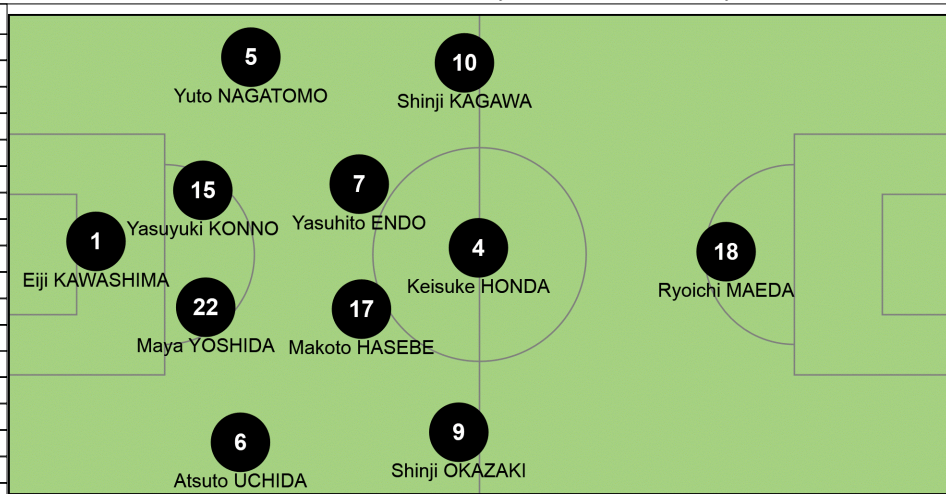 5
Yuto NAGATOMO
10
Shinji KAGAWA
15
Yasuyuki KONNO
7
Yasuhito ENDO
1
Eiji KAWASHIMA
4
Keisuke HONDA
18
Ryoichi MAEDA
22
Maya YOSHIDA
17
Makoto HASEBE
6
Atsuto UCHIDA
9
Shinji OKAZAKI